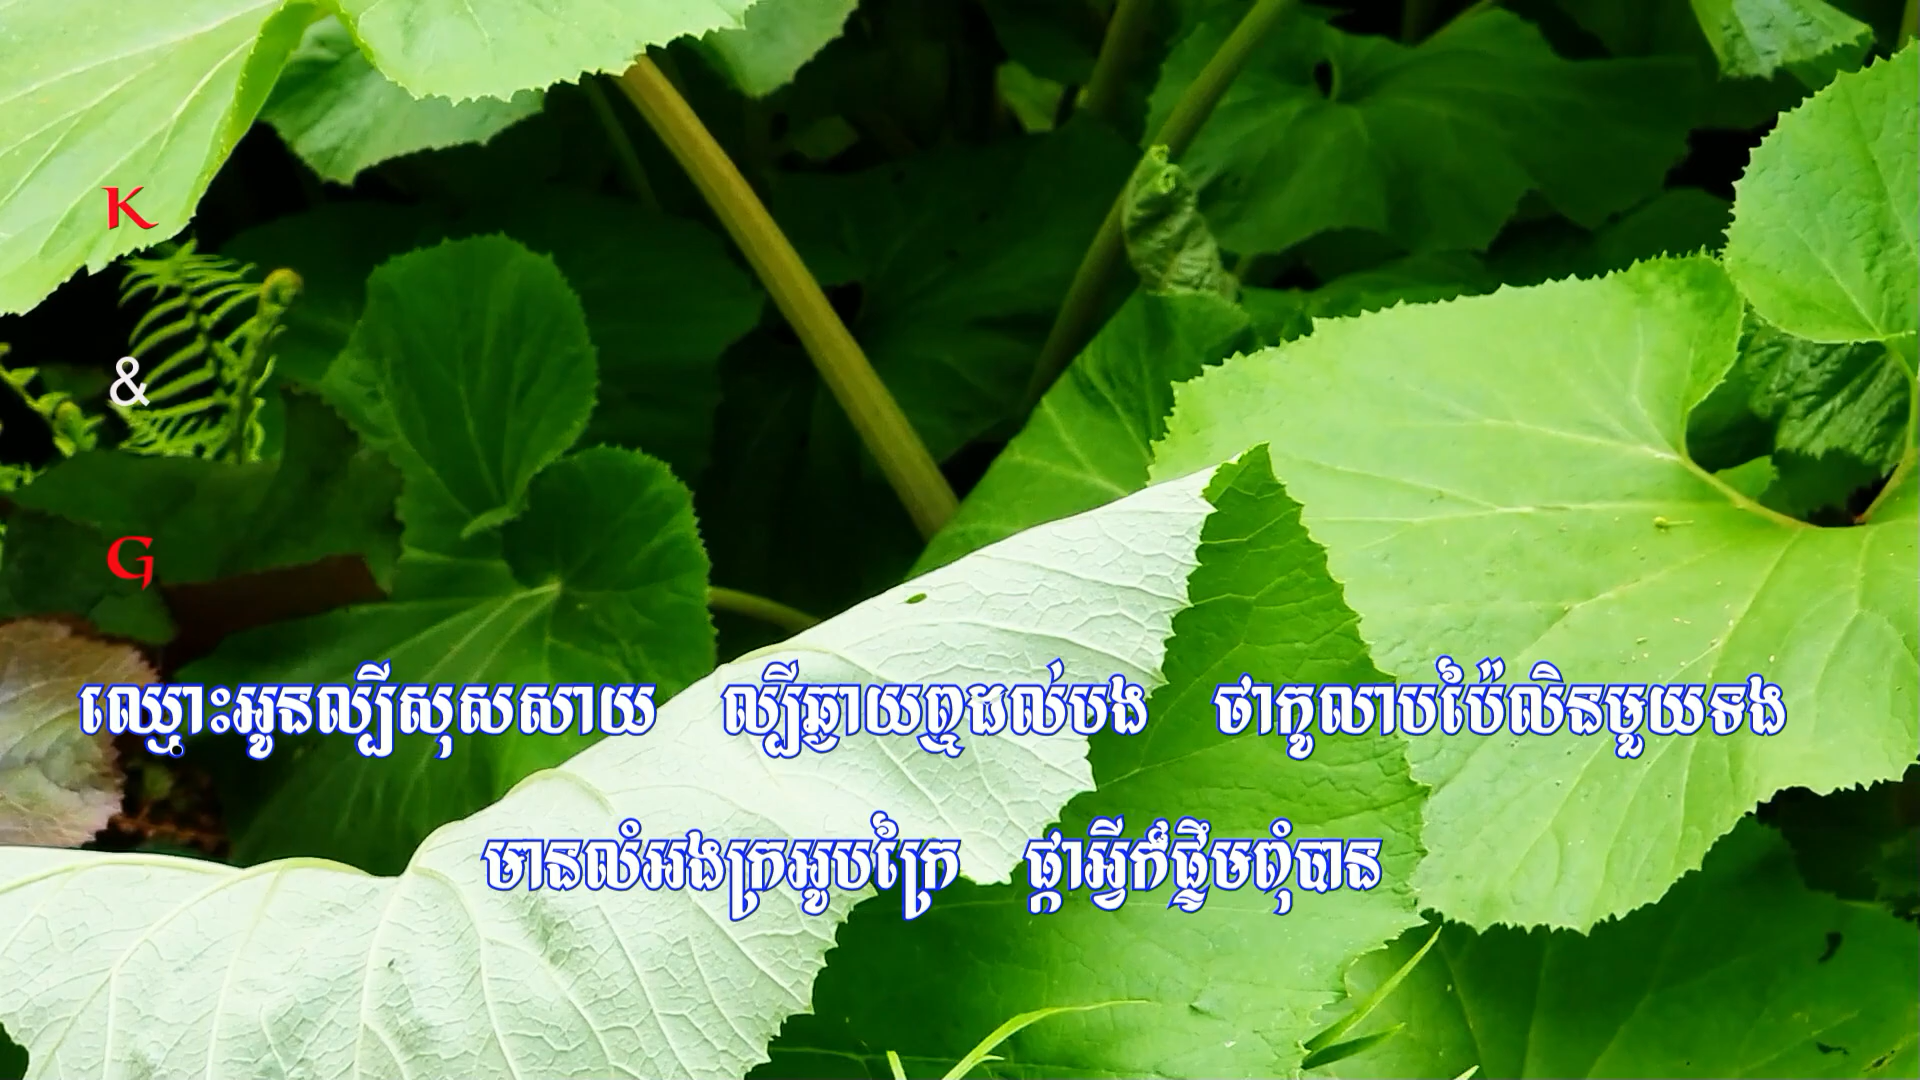 K
&
G
ឈ្មោះអូនល្បីសុសសាយ ល្បីឆ្ងាយឮដល់បង ថាកូលាបប៉ៃលិនមួយទង
មានលំអងក្រអូបក្រៃ ផ្កាអ្វីក៏ផ្ទឹមពុំបាន